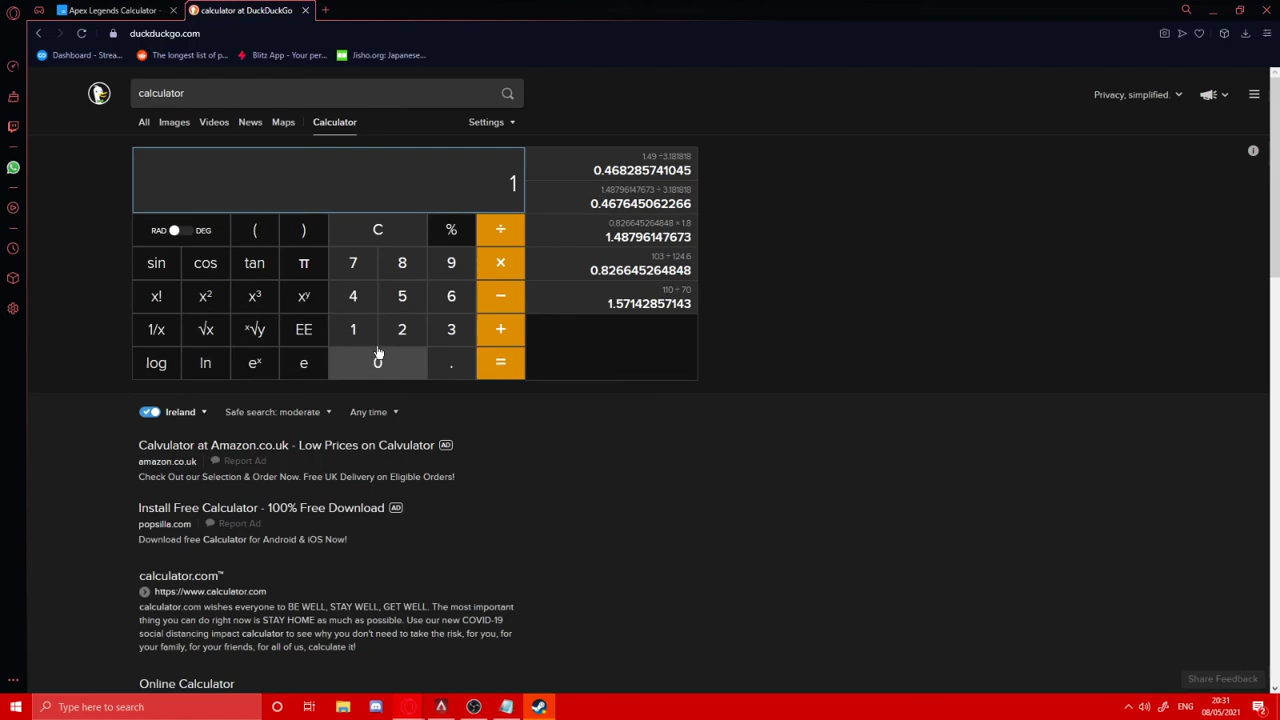 Apex Legends Calculator -
calculator at DuckDuckGo
duckduckgo.com
Dashboard - Strea...
The longest list of p...
Blitz App - Your per...
Jisho.org: Japanese...
calculator
Privacy, simplified.
All Images Videos News Maps Calculator Settings
1
1.49 ÷3.181818
0.468285741045
1.48796147673 ÷ 3.181818
0.467645062266
0.826645264848 × 1.8
1.48796147673
103 ÷ 124.6
0.826645264848
110 ÷ 70
1.57142857143
RAD DEG ( ) C % ÷
sin cos tan π 7 8 9 ×
x! x² x³ xʸ 4 5 6 −
1/x √x ˣ√y EE 1 2 3 +
log ln eˣ e 0 . =
Ireland Safe search: moderate Any time
Calvulator at Amazon.co.uk - Low Prices on Calvulator AD
amazon.co.uk Report Ad
Check Out our Selection & Order Now. Free UK Delivery on Eligible Orders!
Install Free Calculator - 100% Free Download AD
popsilla.com Report Ad
Download free Calculator for Android & iOS Now!
calculator.com™
https://www.calculator.com
calculator.com wishes everyone to BE WELL, STAY WELL, GET WELL. The most important
thing you can do right now is STAY HOME as much as possible. Use our new COVID-19
social distancing impact calculator to see why you don't need to take the risk, for you, for
your family, for your friends, for all of us, calculate it!
Online Calculator
Share Feedback
Type here to search
ENG
20:31
08/05/2021
2